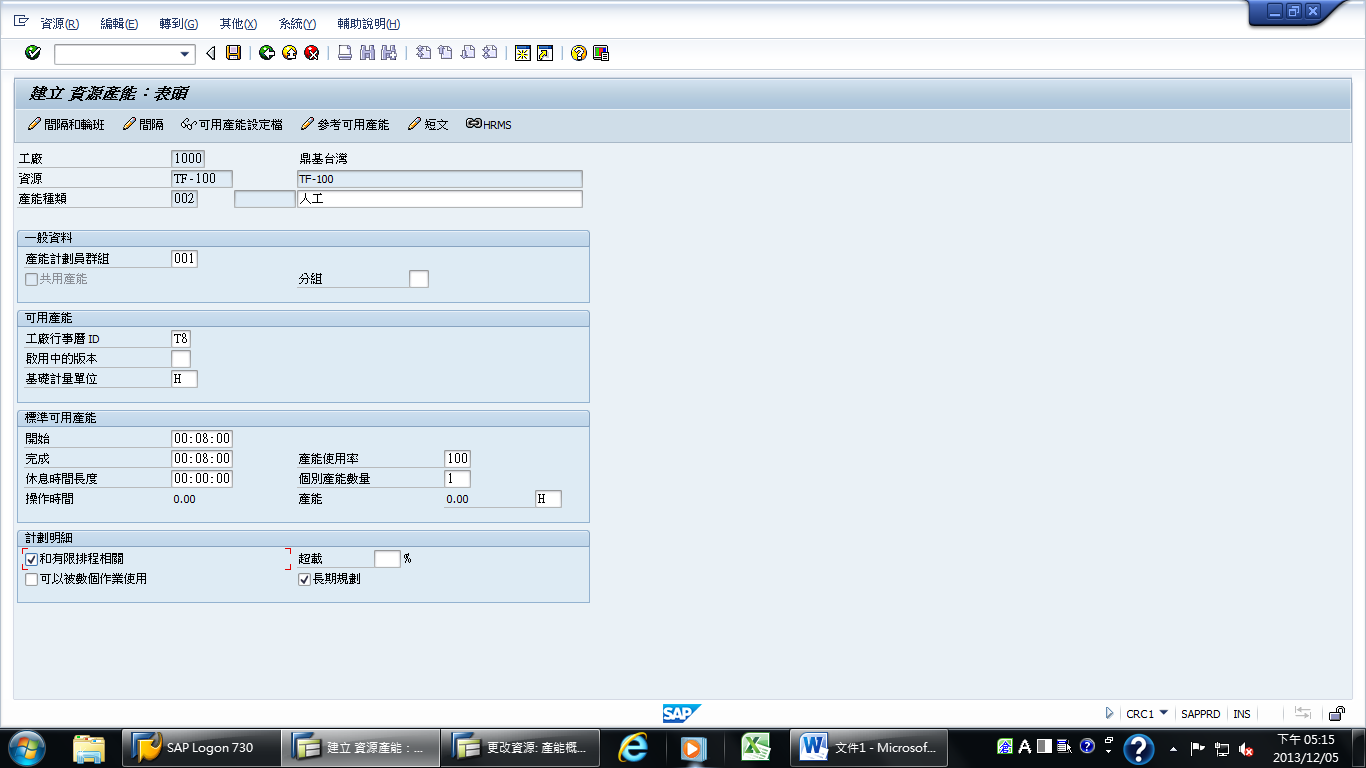 資源(R) 編輯(E) 轉到(G) 其他(X) 系統(Y) 輔助說明(H)
建立 資源產能：表頭
間隔和輪班 間隔 可用產能設定檔 參考可用產能 短文 HRMS
工廠 1000 鼎基台灣
資源 TF-100 TF-100
產能種類 002 人工
一般資料
產能計劃員群組 001
共用產能 分組
可用產能
工廠行事曆 ID T8
啟用中的版本
基礎計量單位 H
標準可用產能
開始 00:08:00
完成 00:08:00 產能使用率 100
休息時間長度 00:00:00 個別產能數量 1
操作時間 0.00 產能 0.00 H
計劃明細
和有限排程相關 超載 %
可以被數個作業使用 長期規劃
SAP CRC1 SAPPRD INS
SAP Logon 730 建立 資源產能：... 更改資源: 產能概... 文件1 - Microsof... A 下午 05:15
2013/12/05